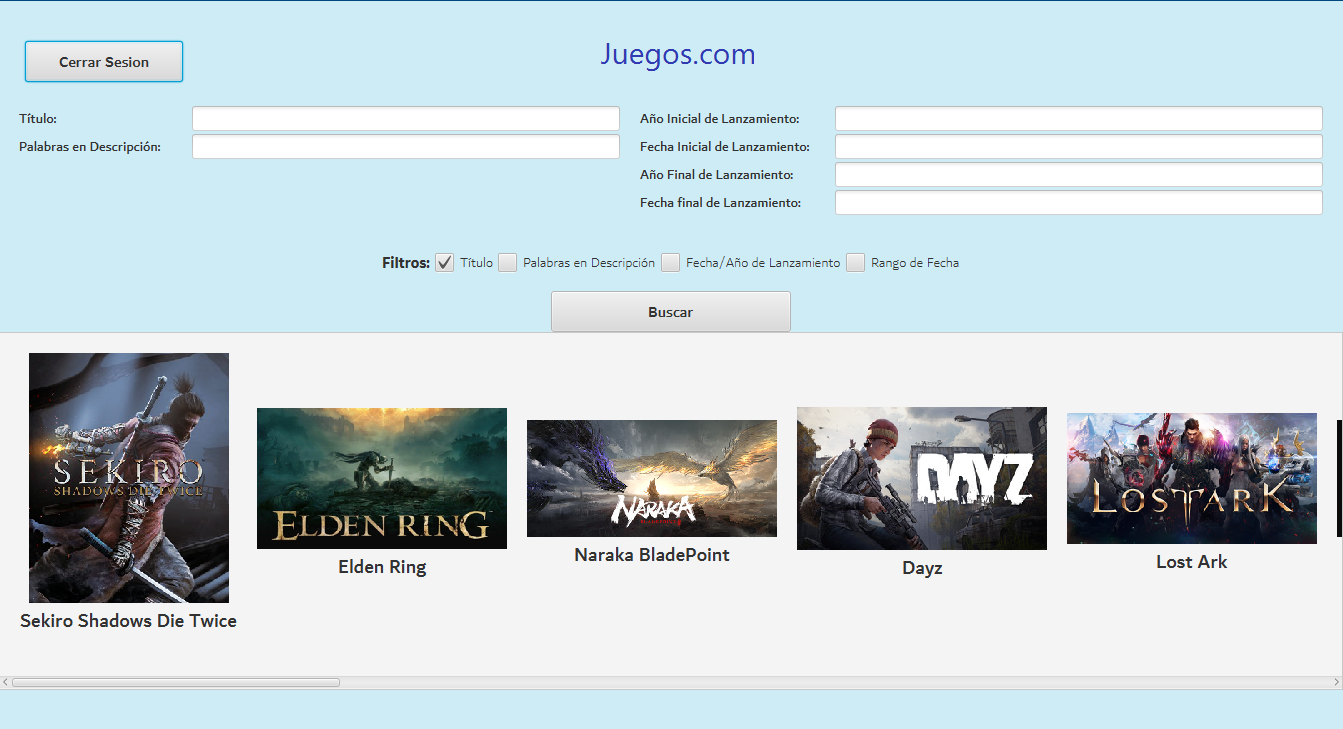 Cerrar Sesion
Juegos.com
Título:
Palabras en Descripción:
Año Inicial de Lanzamiento:
Fecha Inicial de Lanzamiento:
Año Final de Lanzamiento:
Fecha final de Lanzamiento:
Filtros: Título Palabras en Descripción Fecha/Año de Lanzamiento Rango de Fecha
Buscar
SEKIRO
SHADOWS DIE TWICE
Sekiro Shadows Die Twice
ELDEN RING
Elden Ring
NARAKA
Naraka BladePoint
DAYZ
Dayz
LOST ARK
Lost Ark